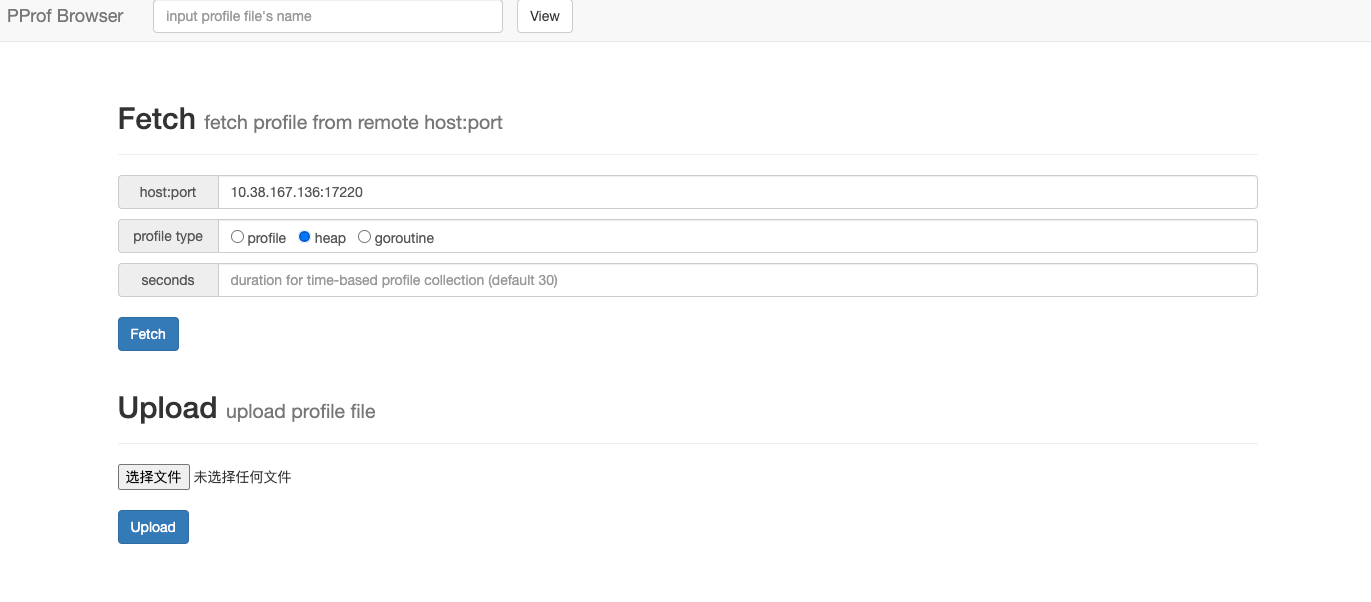 PProf Browser input profile file's name View
Fetch fetch profile from remote host:port
host:port 10.38.167.136:17220
profile type profile heap goroutine
seconds duration for time-based profile collection (default 30)
Fetch
Upload upload profile file
选择文件 未选择任何文件
Upload